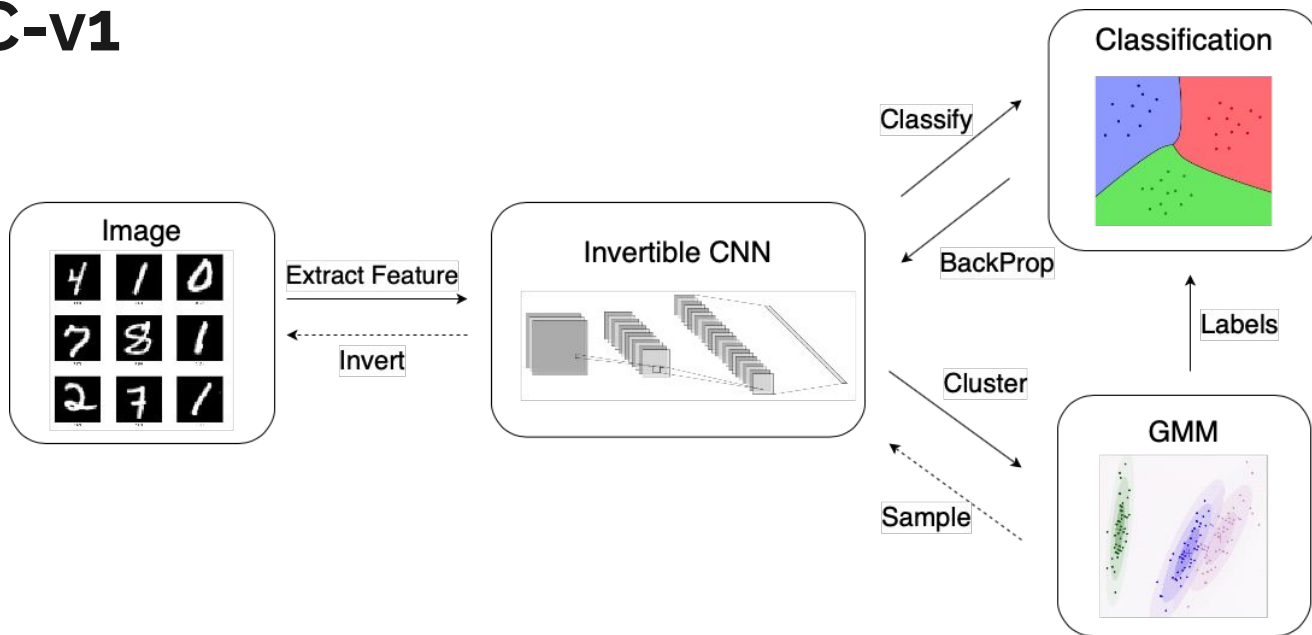 C-v1
Classification
Classify
Image
Invertible CNN
BackProp
Extract Feature
Labels
Invert
Cluster
GMM
Sample